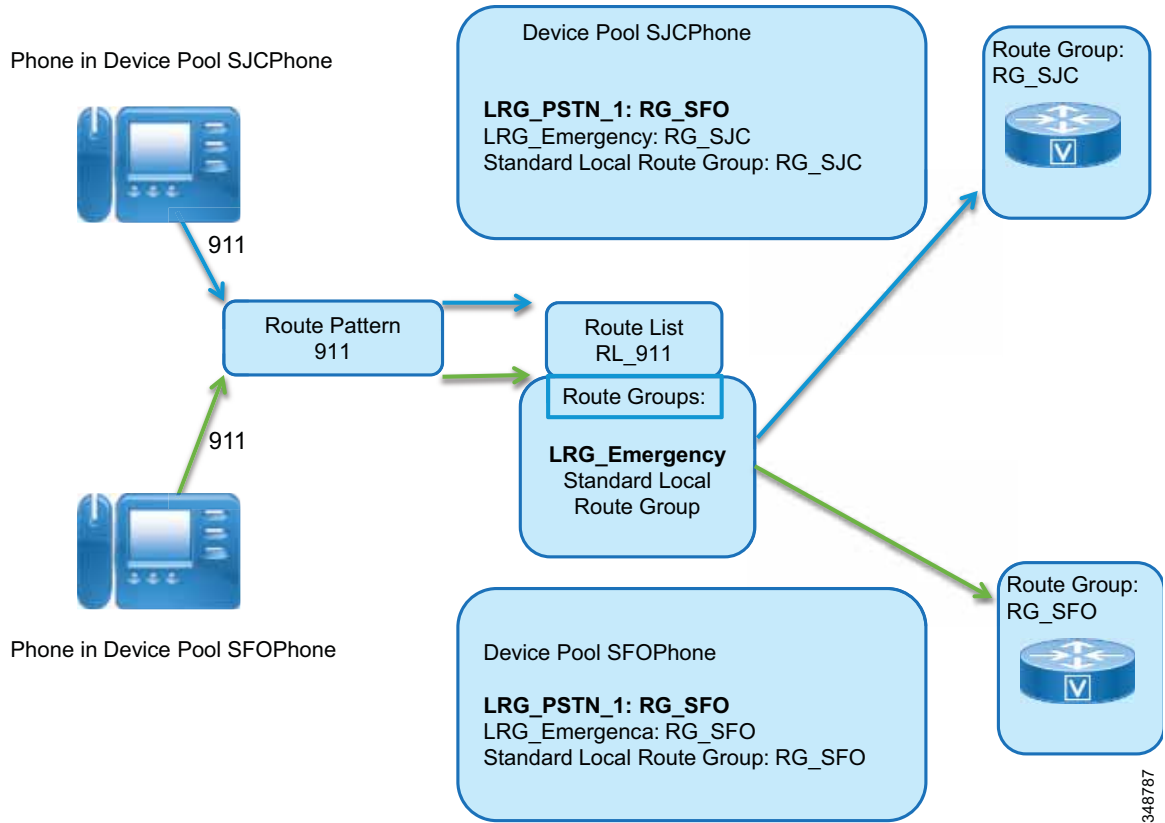 Phone in Device Pool SJCPhone
Device Pool SJCPhone
LRG_PSTN_1: RG_SFO
LRG_Emergency: RG_SJC
Standard Local Route Group: RG_SJC
Route Group:
RG_SJC
V
911
Route Pattern
911
Route List
RL_911
Route Groups:
LRG_Emergency
Standard Local
Route Group
911
Phone in Device Pool SFOPhone
Device Pool SFOPhone
LRG_PSTN_1: RG_SFO
LRG_Emergenca: RG_SFO
Standard Local Route Group: RG_SFO
Route Group:
RG_SFO
V
348787